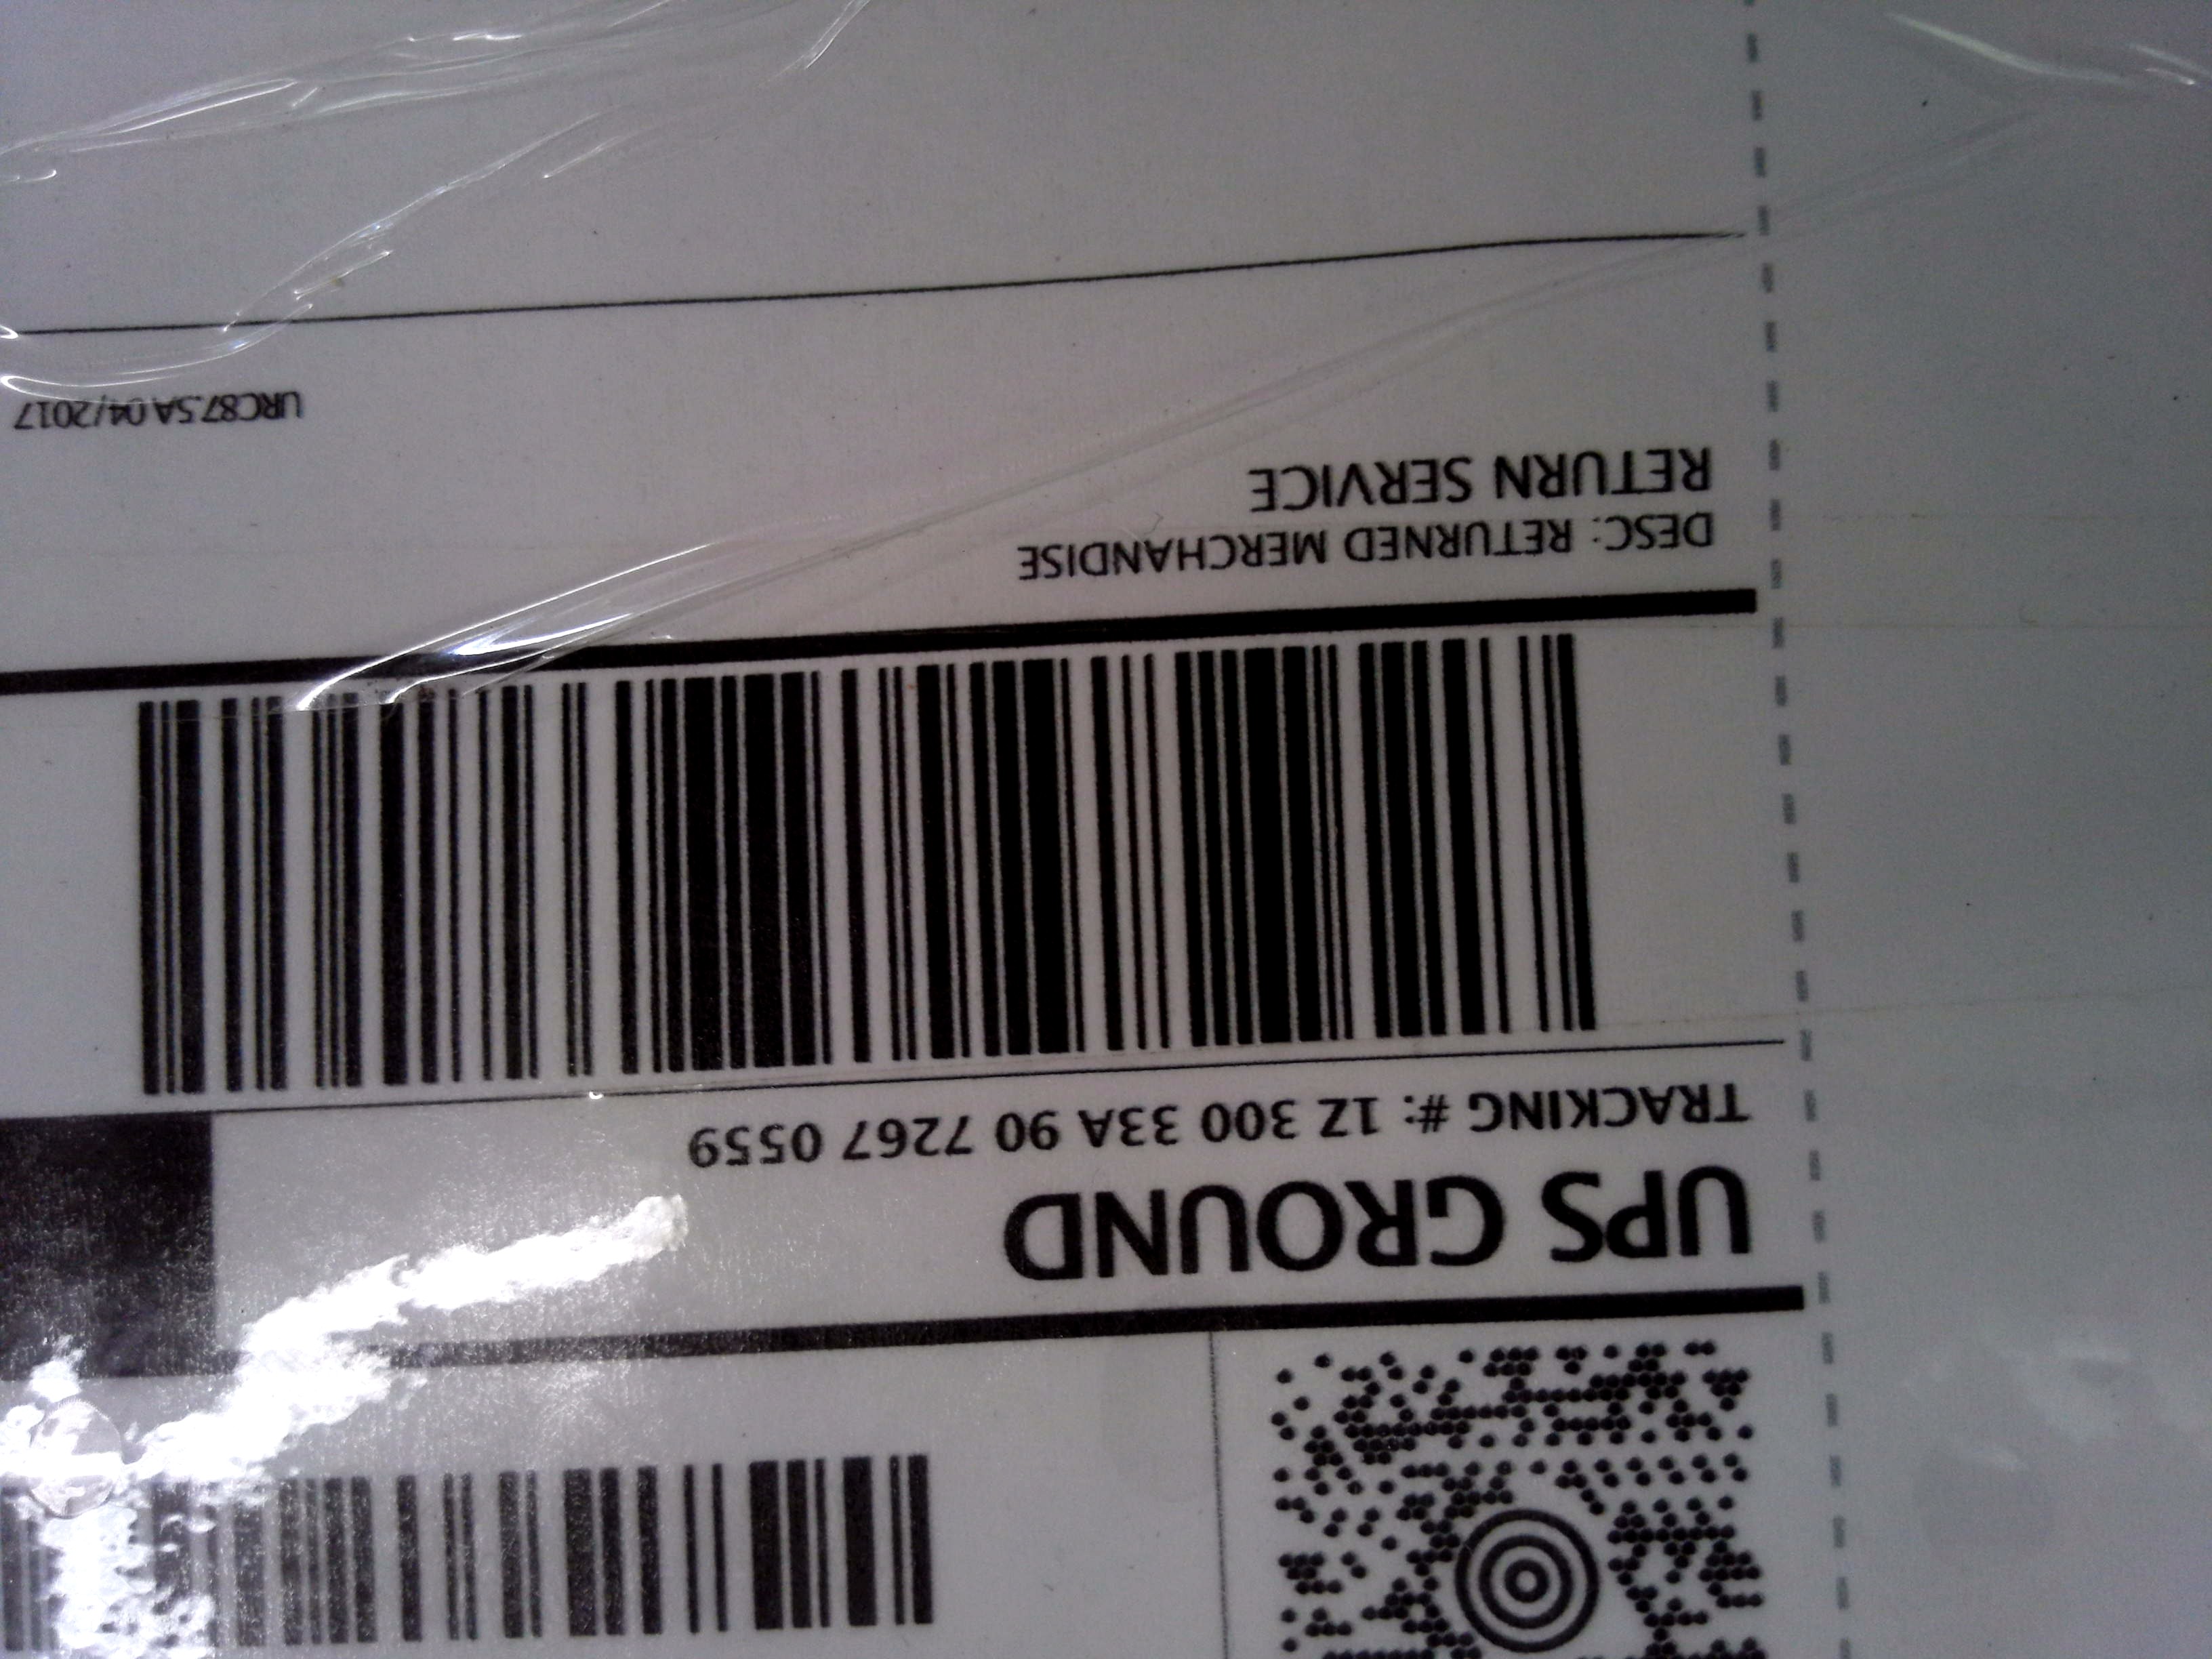 UPS GROUND
TRACKING #: 1Z 300 33A 90 7267 0559
DESC: RETURNED MERCHANDISE
RETURN SERVICE
URC87.5A 04/2017